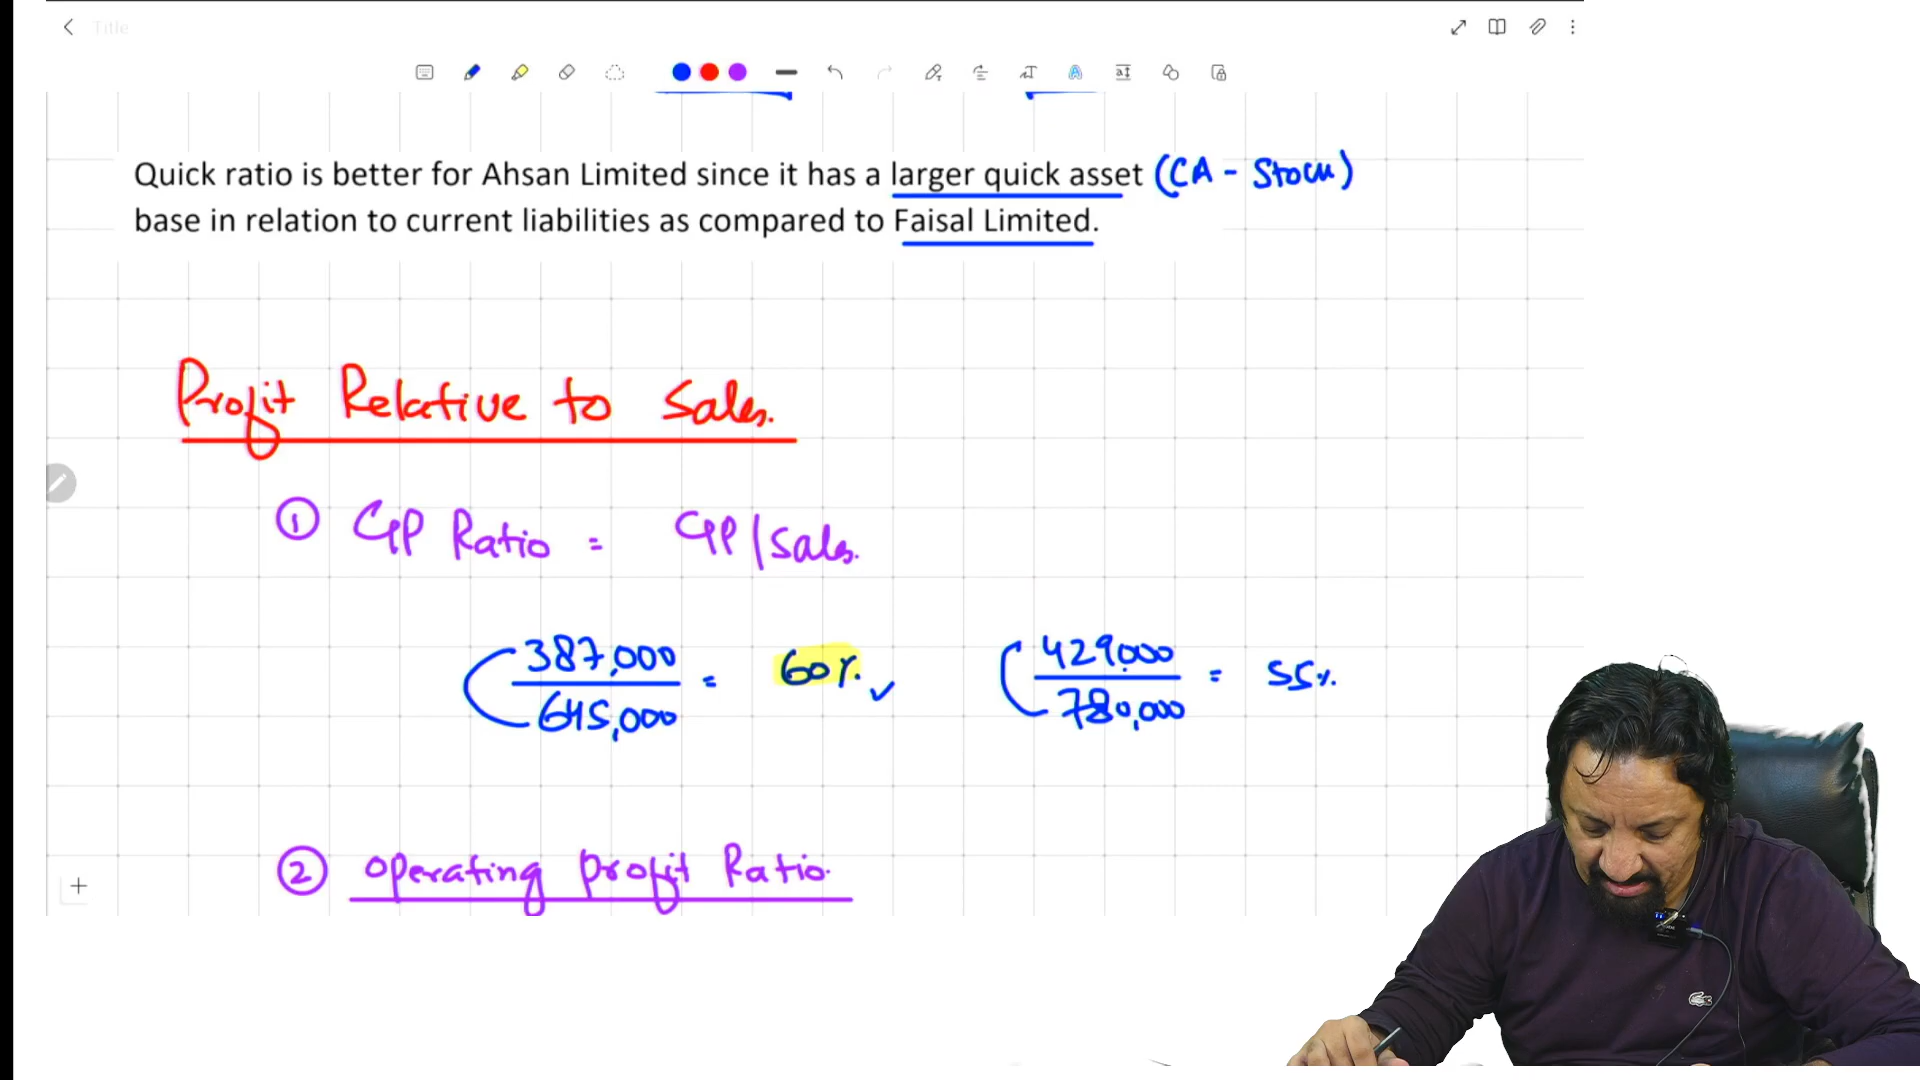 Title
Quick ratio is better for Ahsan Limited since it has a larger quick asset (CA - Stock)
base in relation to current liabilities as compared to Faisal Limited.
Profit Relative to Sales.
① GP Ratio = GP/Sales.
387,000 / 645,000 = 60%. ✓ 429,000 / 780,000 = 55%.
② Operating Profit Ratio.